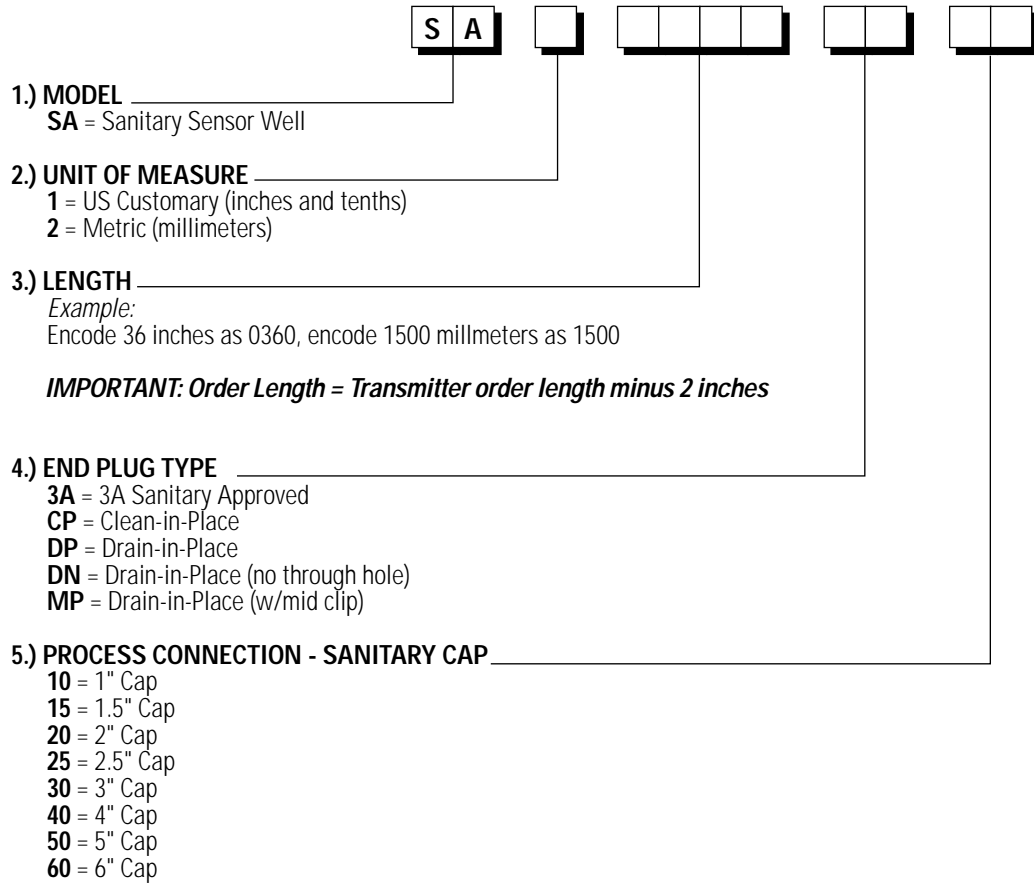 S A
1.) MODEL
SA = Sanitary Sensor Well
2.) UNIT OF MEASURE
1 = US Customary (inches and tenths)
2 = Metric (millimeters)
3.) LENGTH
Example:
Encode 36 inches as 0360, encode 1500 millmeters as 1500
IMPORTANT: Order Length = Transmitter order length minus 2 inches
4.) END PLUG TYPE
3A = 3A Sanitary Approved
CP = Clean-in-Place
DP = Drain-in-Place
DN = Drain-in-Place (no through hole)
MP = Drain-in-Place (w/mid clip)
5.) PROCESS CONNECTION - SANITARY CAP
10 = 1" Cap
15 = 1.5" Cap
20 = 2" Cap
25 = 2.5" Cap
30 = 3" Cap
40 = 4" Cap
50 = 5" Cap
60 = 6" Cap